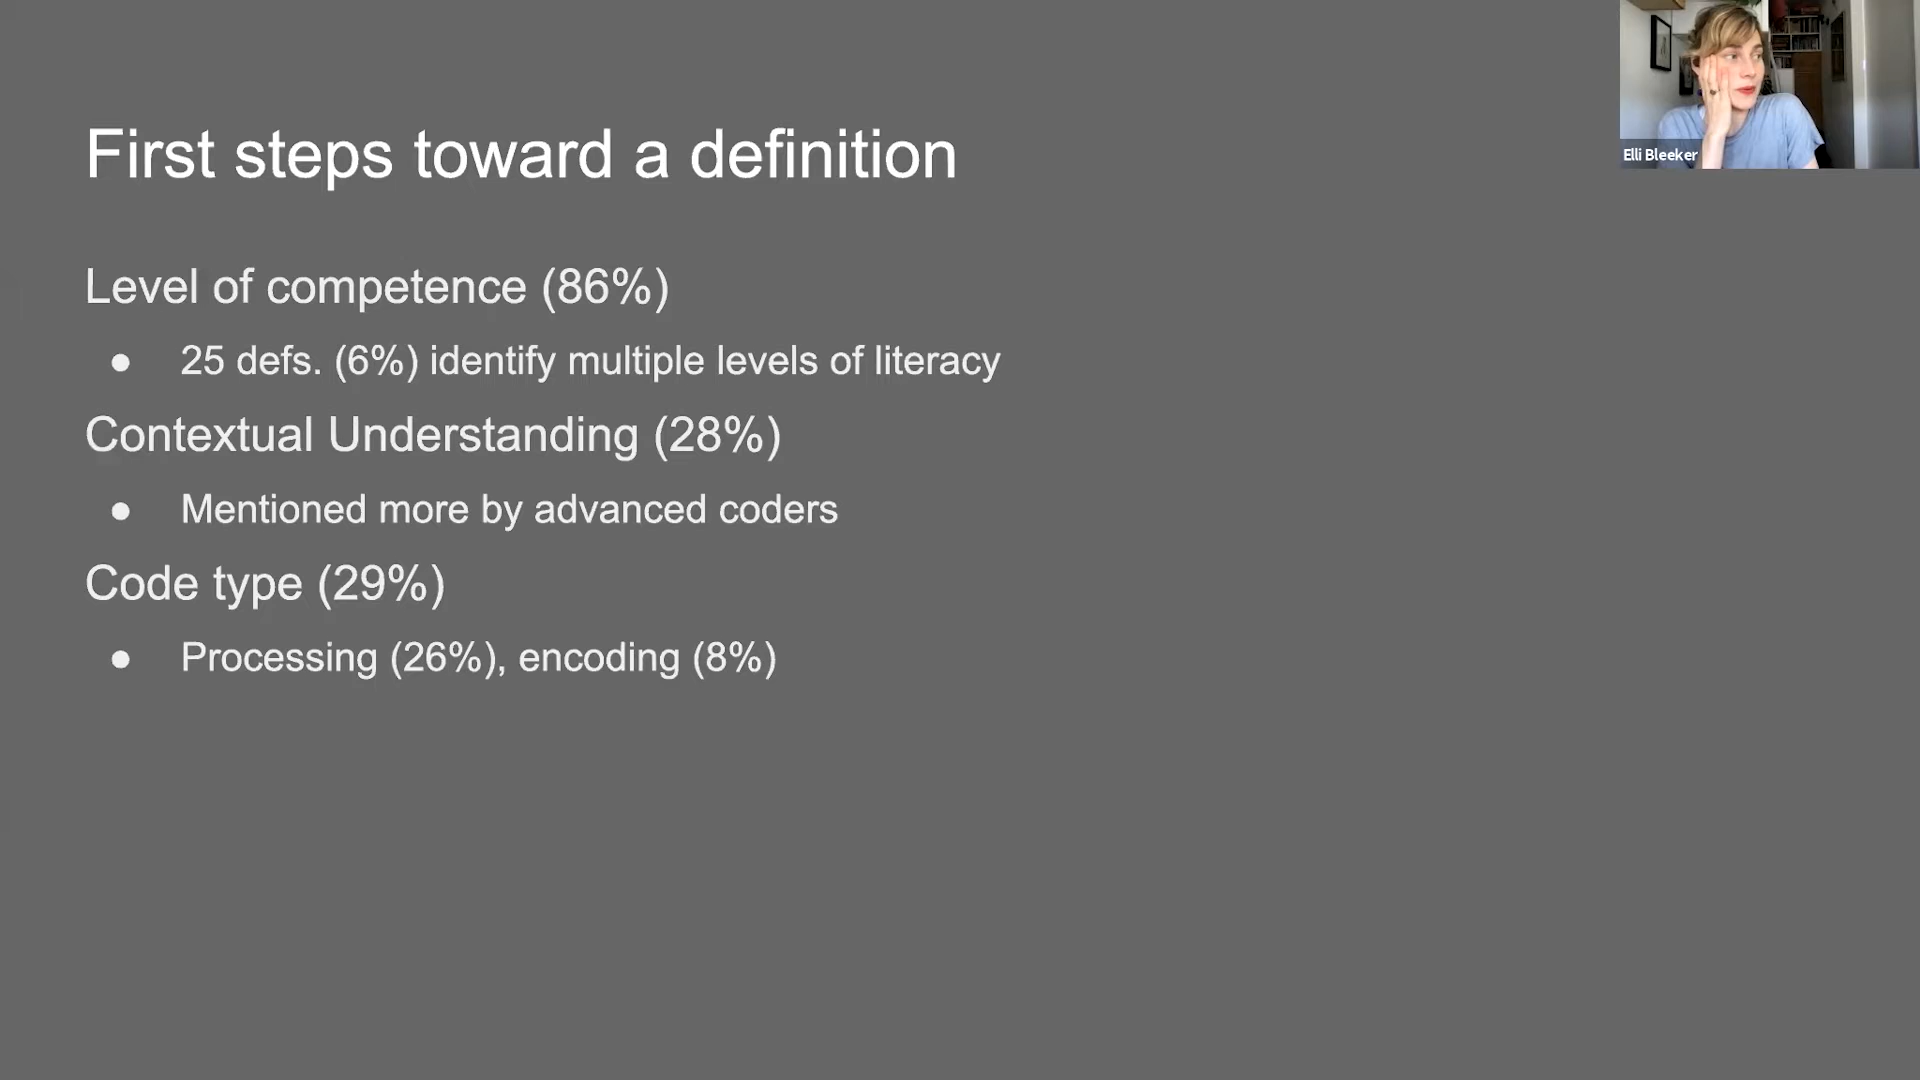 Elli Bleeker
First steps toward a definition
Level of competence (86%)
● 25 defs. (6%) identify multiple levels of literacy
Contextual Understanding (28%)
● Mentioned more by advanced coders
Code type (29%)
● Processing (26%), encoding (8%)